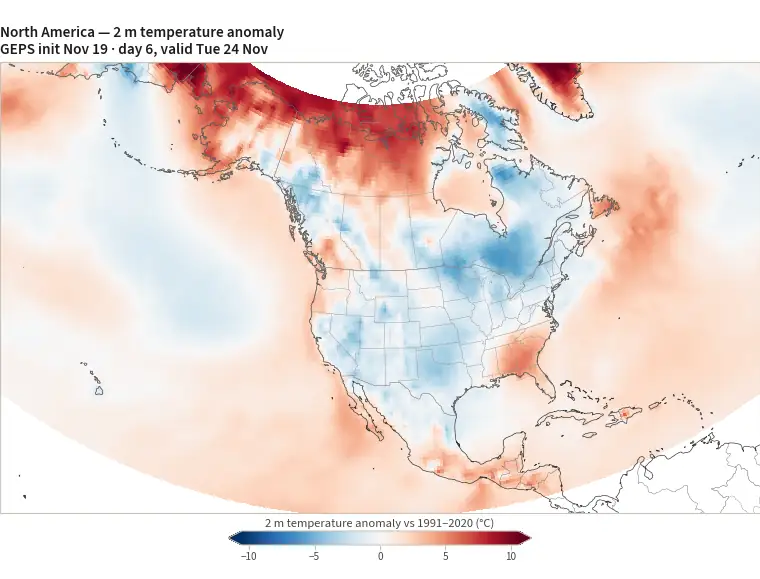 North America — 2 m temperature anomaly
GEPS init Nov 19 · day 6, valid Tue 24 Nov
2 m temperature anomaly vs 1991–2020 (°C)
−10 −5 0 5 10